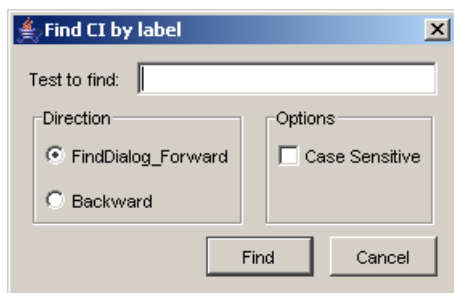 Find CI by label
Test to find:
Direction
Options
FindDialog_Forward
Case Sensitive
Backward
Find
Cancel